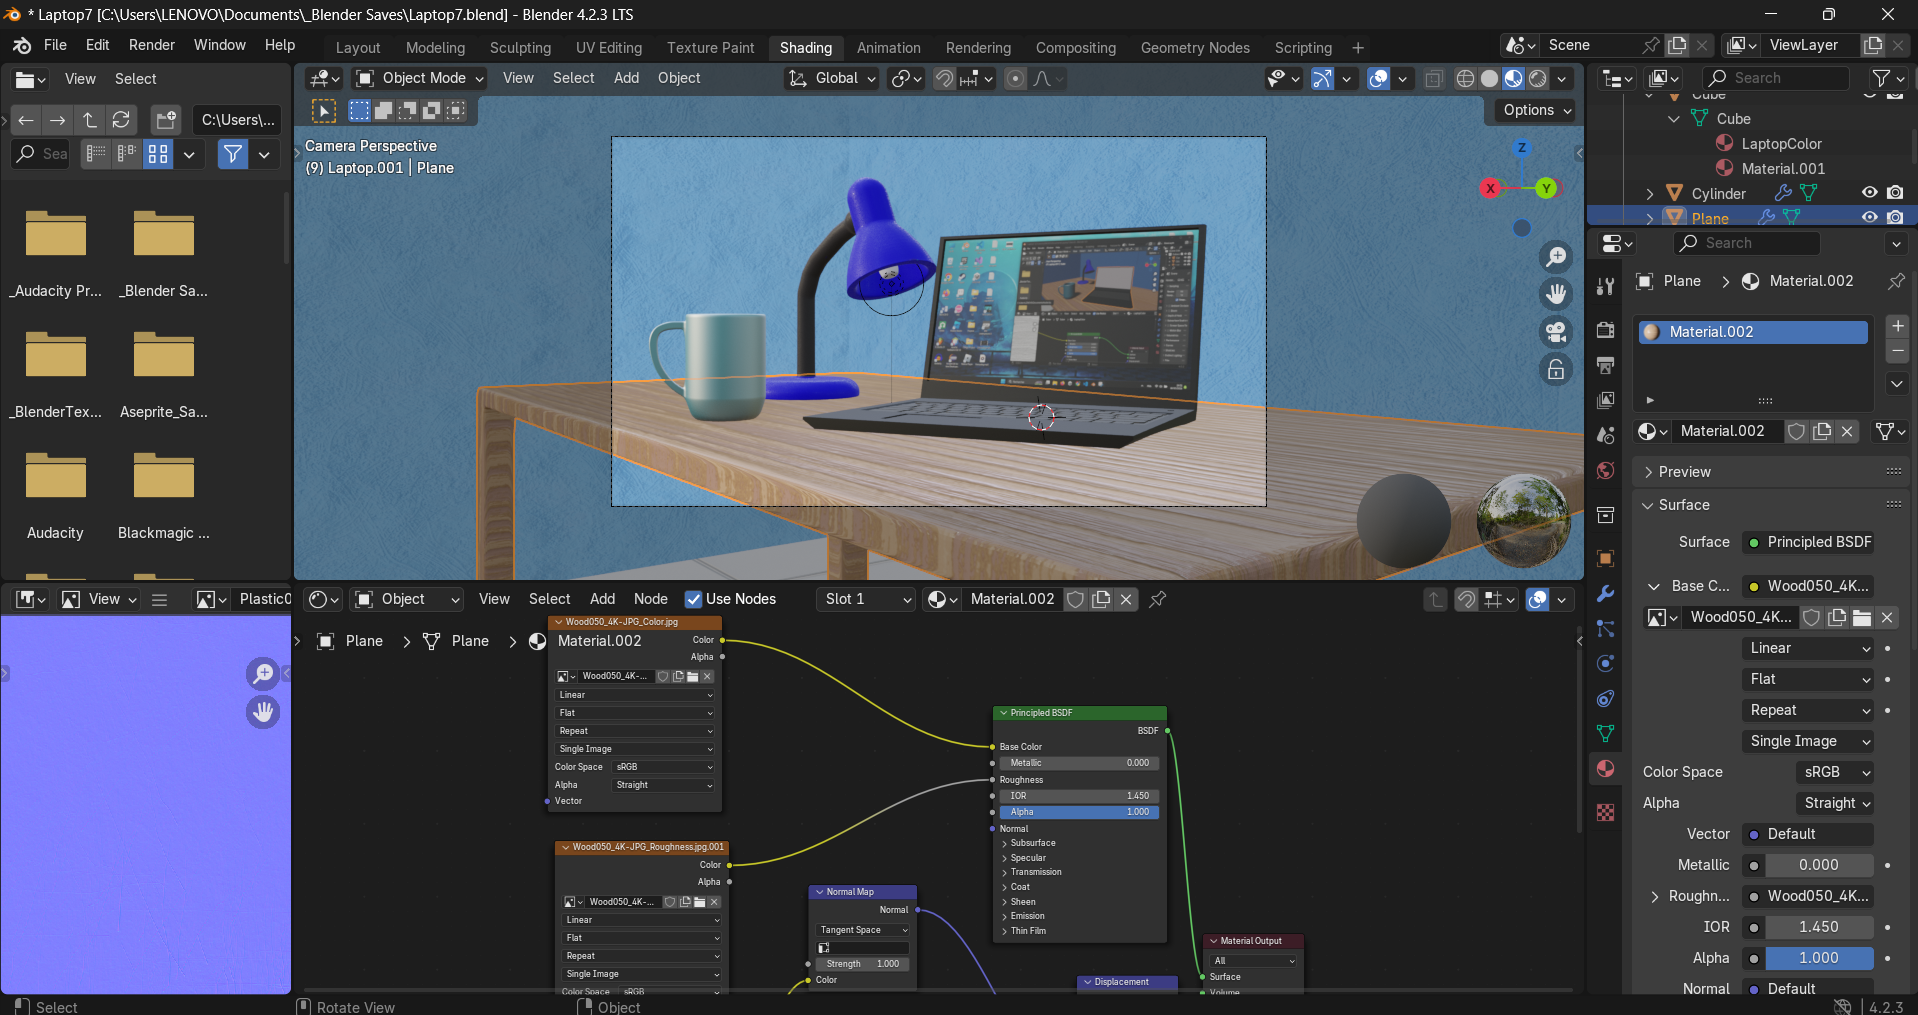 * Laptop7 [C:\Users\LENOVO\Documents\_Blender Saves\Laptop7.blend] - Blender 4.2.3 LTS
File Edit Render Window Help
Layout Modeling Sculpting UV Editing Texture Paint Shading Animation Rendering Compositing Geometry Nodes Scripting +
Scene
ViewLayer
View Select
C:\Users\...
Sea
_Audacity Pr... _Blender Sa...
_BlenderTex... Aseprite_Sa...
Audacity Blackmagic ...
Object Mode View Select Add Object
Global
Options
Camera Perspective
(9) Laptop.001 | Plane
Z
X
Y
Search
Cube
Cube
LaptopColor
Material.001
Cylinder
Plane
Search
Plane > Material.002
Material.002
Material.002
Preview
Surface
Surface Principled BSDF
Base C... Wood050_4K...
Wood050_4K...
Linear
Flat
Repeat
Single Image
Color Space sRGB
Alpha Straight
Vector Default
Metallic 0.000
Roughn... Wood050_4K...
IOR 1.450
Alpha 1.000
Normal Default
View
Plastic0
Object View Select Add Node Use Nodes Slot 1 Material.002
Plane > Plane > Material.002
Wood050_4K-JPG_Color.jpg
Color
Alpha
Wood050_4K-...
Linear
Flat
Repeat
Single Image
Color Space sRGB
Alpha Straight
Vector
Wood050_4K-JPG_Roughness.jpg.001
Color
Alpha
Wood050_4K-...
Linear
Flat
Repeat
Single Image
Color Space sRGB
Normal Map
Normal
Tangent Space
Strength 1.000
Color
Principled BSDF
BSDF
Base Color
Metallic 0.000
Roughness
IOR 1.450
Alpha 1.000
Normal
Subsurface
Specular
Transmission
Coat
Sheen
Emission
Thin Film
Displacement
Material Output
All
Surface
Volume
Select
Rotate View
Object
4.2.3